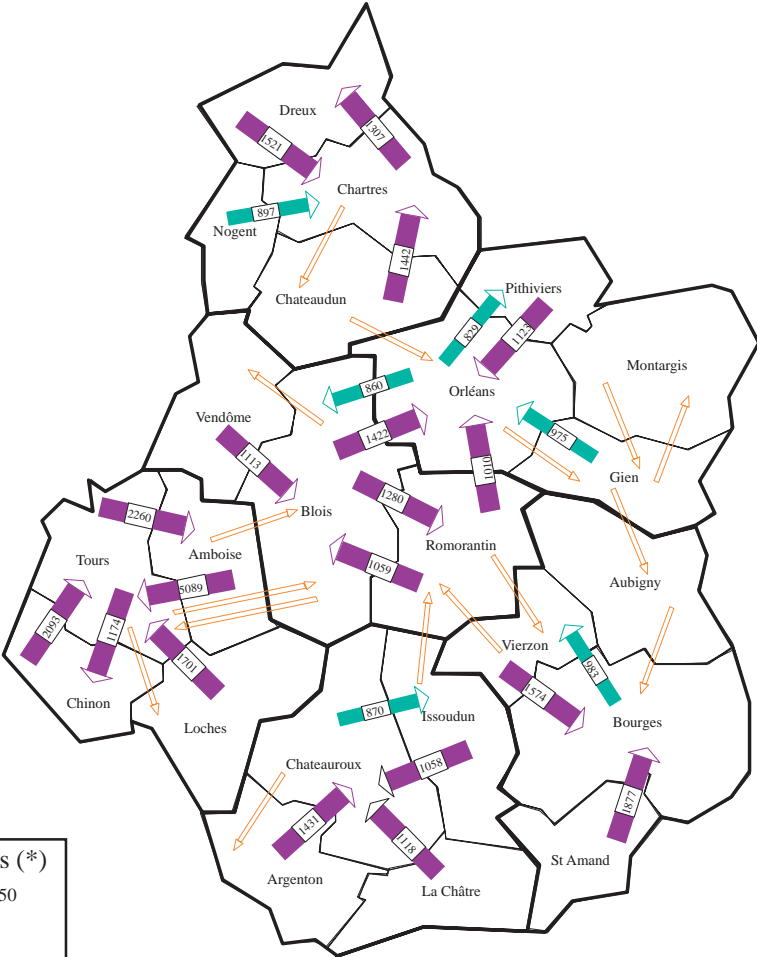 Dreux
1307
1521
Chartres
897
Nogent
1442
Chateaudun
Pithiviers
829
1123
Montargis
860
Orléans
Vendôme
1422
975
1113
1010
Gien
1280
Blois
2260
Romorantin
Tours
Amboise
1059
Aubigny
5089
2093
1174
1701
Vierzon
983
1574
Chinon
Loches
870
Issoudun
Bourges
Chateauroux
1058
1877
1431
1118
Argenton
La Châtre
St Amand
s (*)
50